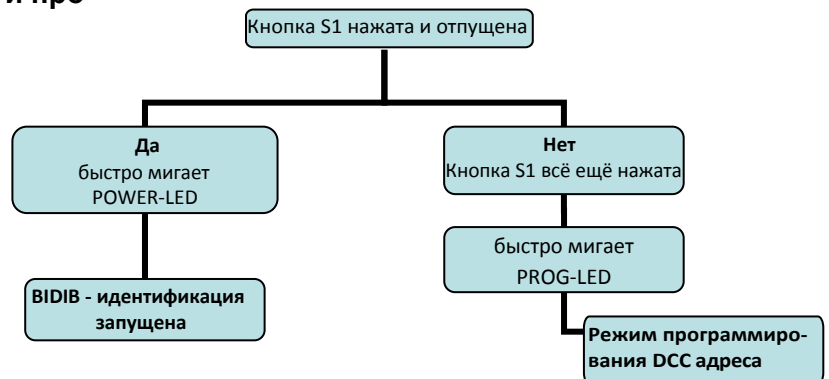 и про
Кнопка S1 нажата и отпущена
Да
быстро мигает
POWER-LED
Нет
Кнопка S1 всё ещё нажата
быстро мигает
PROG-LED
BIDIB - идентификация
запущена
Режим программиро-
вания DCC адреса